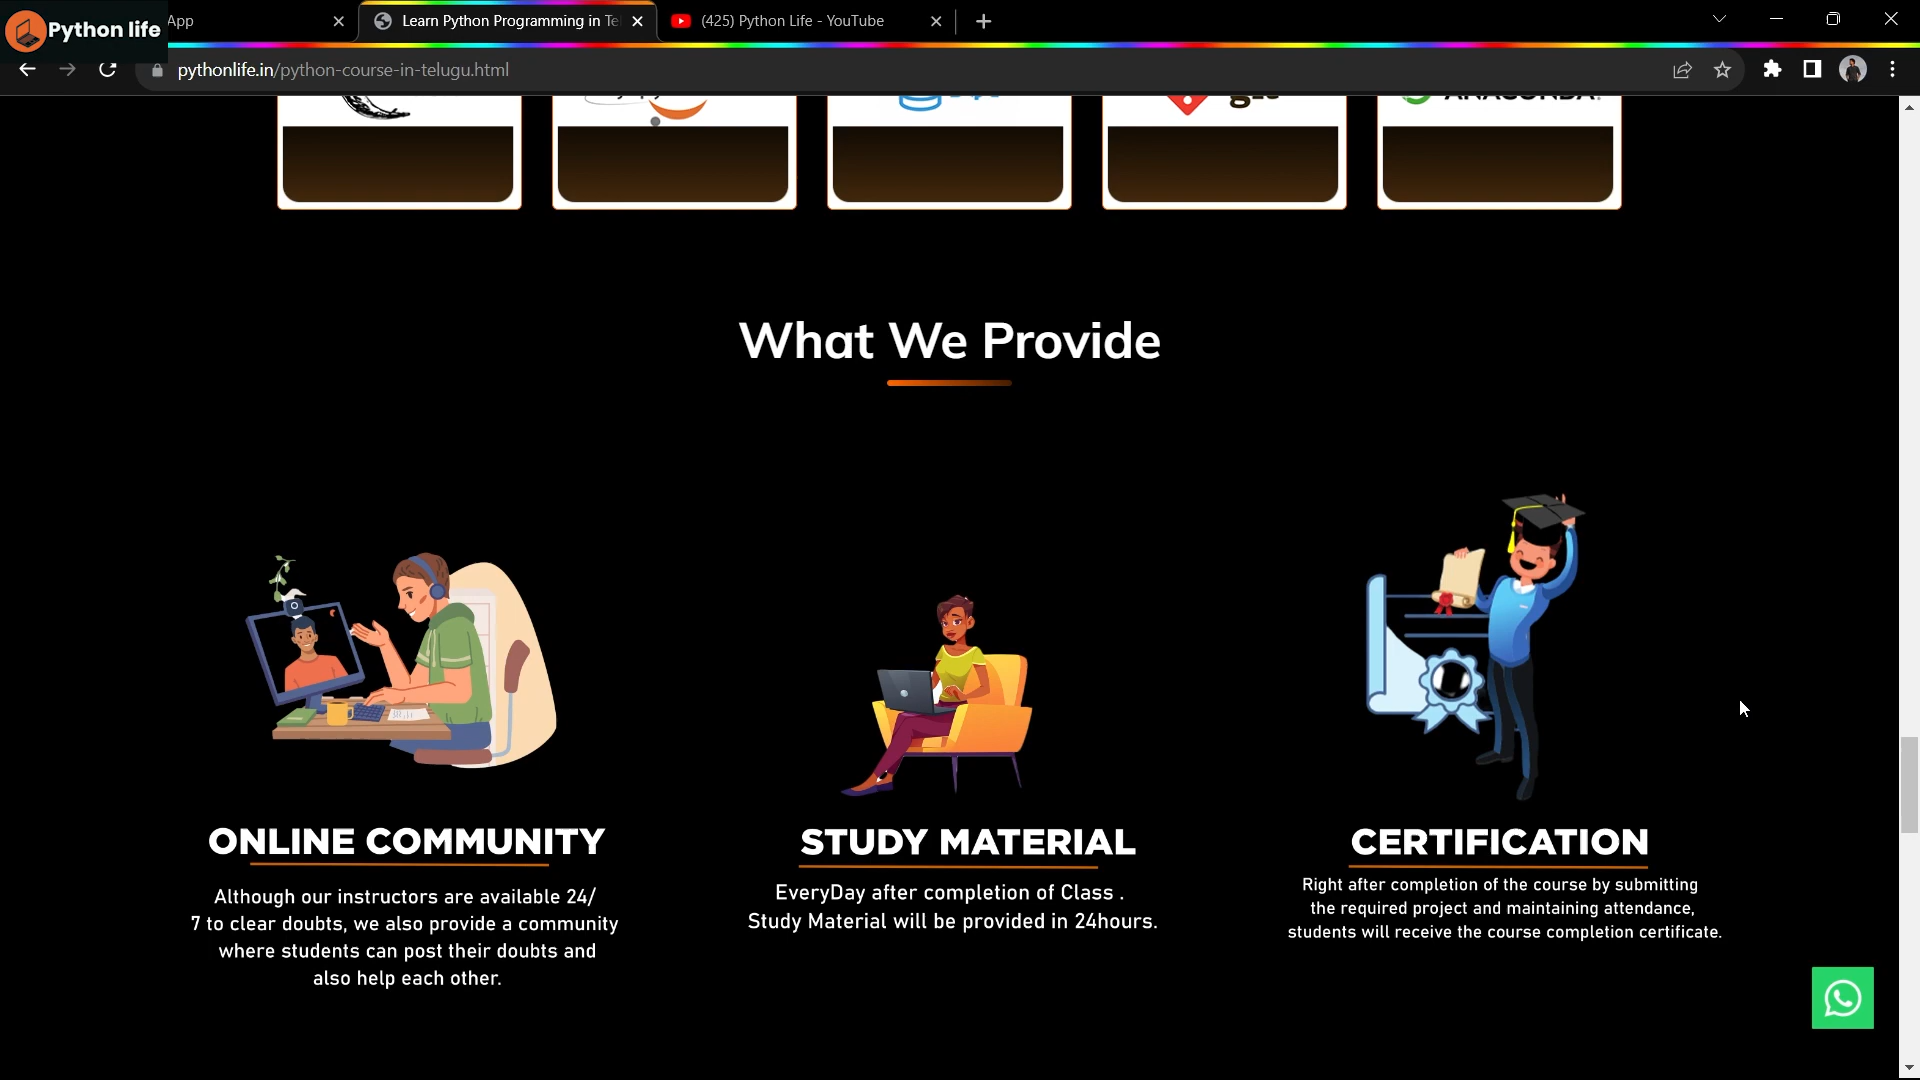 Python life
App
Learn Python Programming in Te
(425) Python Life - YouTube
pythonlife.in/python-course-in-telugu.html
What We Provide
ONLINE COMMUNITY
Although our instructors are available 24/
7 to clear doubts, we also provide a community
where students can post their doubts and
also help each other.
STUDY MATERIAL
EveryDay after completion of Class .
Study Material will be provided in 24hours.
CERTIFICATION
Right after completion of the course by submitting
the required project and maintaining attendance,
students will receive the course completion certificate.